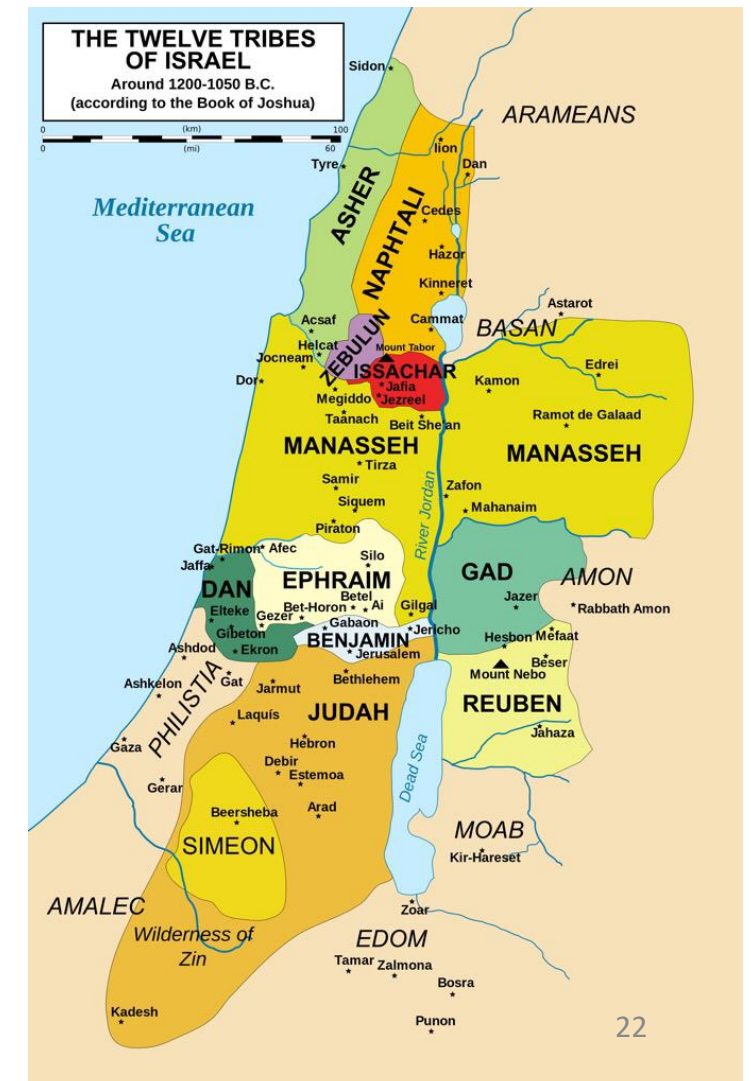 THE TWELVE TRIBES
OF ISRAEL
Around 1200-1050 B.C.
(according to the Book of Joshua)
0 (km) 100
0 (mi) 60
Sidon
ARAMEANS
Iion
Tyre
Dan
ASHER
Mediterranean
Sea
NAPHTALI
Cedes
Hazor
Kinneret
Astarot
Acsaf
Cammat
BASAN
ZEBULUN
Helcat
Mount Tabor
Jocneam
ISSACHAR
Edrei
Dor
Jafia
Kamon
Megiddo
Jezreel
Taanach
Beit She'an
Ramot de Galaad
MANASSEH
MANASSEH
Tirza
Samir
Zafon
Siquem
Mahanaim
River Jordan
Piraton
Gat-Rimon
Afec
Silo
Jaffa
EPHRAIM
GAD
AMON
DAN
Betel
Jazer
Elteke
Bet-Horon
Ai
Gilgal
Rabbath Amon
Gezer
Gabaon
Gibeton
BENJAMIN
Jericho
Hesbon
Mefaat
Ashdod
Ekron
Jerusalem
Beser
Mount Nebo
PHILISTIA
Gat
Bethlehem
Ashkelon
Jarmut
REUBEN
Laquís
JUDAH
Jahaza
Gaza
Hebron
Dead Sea
Debir
Gerar
Estemoa
Beersheba
Arad
MOAB
SIMEON
Kir-Hareset
AMALEC
Zoar
Wilderness of
Zin
EDOM
Tamar
Zalmona
Bosra
Kadesh
Punon
22